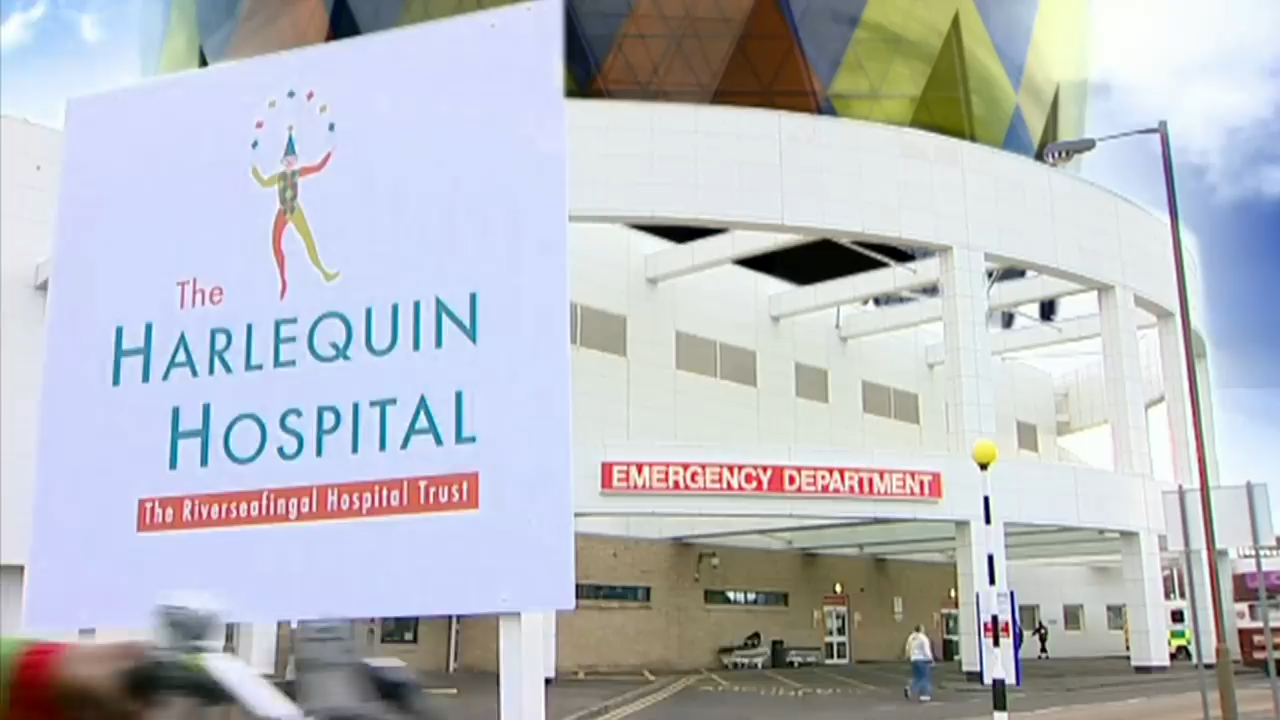 The
HARLEQUIN
HOSPITAL
The Riverseafingal Hospital Trust
EMERGENCY DEPARTMENT